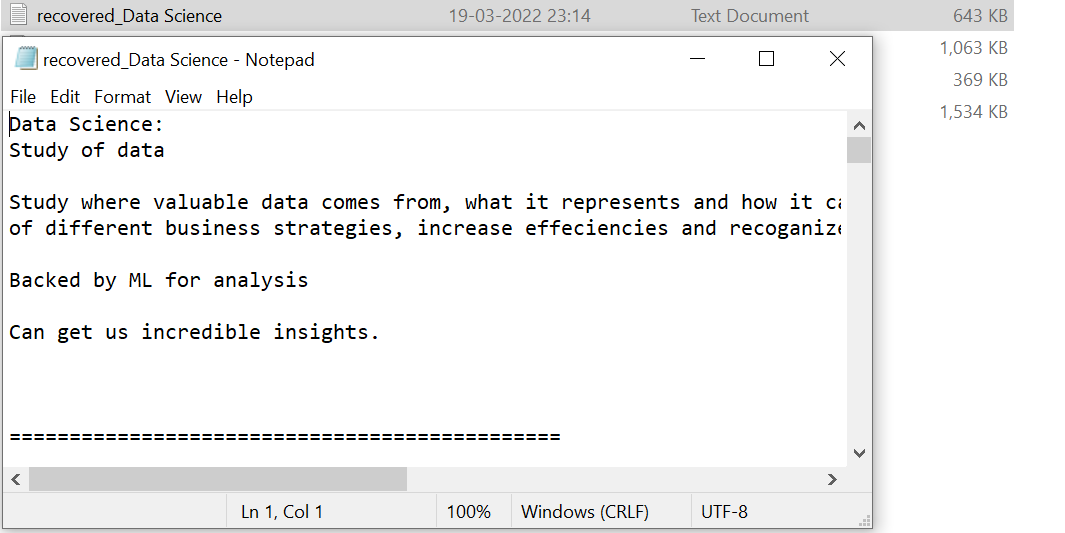 recovered_Data Science 19-03-2022 23:14 Text Document 643 KB
1,063 KB
369 KB
1,534 KB
recovered_Data Science - Notepad
File Edit Format View Help
Data Science:
Study of data
Study where valuable data comes from, what it represents and how it ca
of different business strategies, increase effeciencies and recoganize
Backed by ML for analysis
Can get us incredible insights.
==============================================
Ln 1, Col 1 100% Windows (CRLF) UTF-8